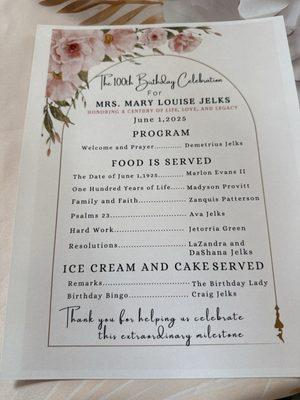 The 100th Birthday Celebration
For
MRS. MARY LOUISE JELKS
HONORING A CENTURY OF LIFE, LOVE, AND LEGACY
June 1,2025
PROGRAM
Welcome and Prayer........... Demetrius Jelks
FOOD IS SERVED
The Date of June 1,1925.......... Marlon Evans II
One Hundred Years of Life..... Madyson Provitt
Family and Faith.................. Zanquis Patterson
Psalms 23............................ Ava Jelks
Hard Work.......................... Jetorria Green
Resolutions......................... LaZandra and
DaShana Jelks
ICE CREAM AND CAKE SERVED
Remarks........................... The Birthday Lady
Birthday Bingo.................. Craig Jelks
Thank you for helping us celebrate
this extraordinary milestone